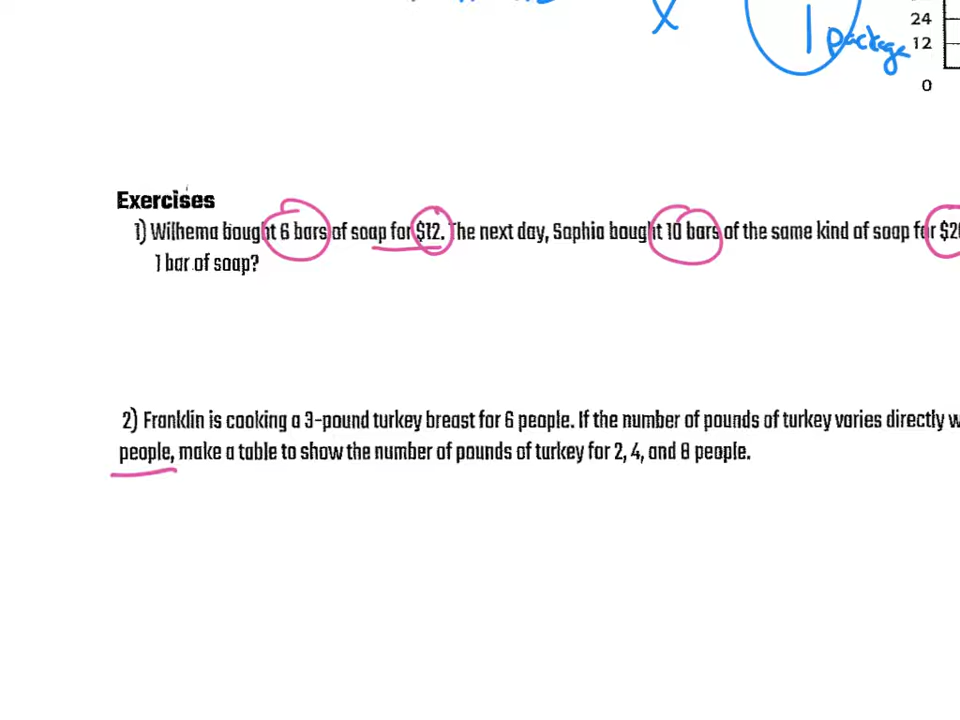 X
1 package
24
12
0
Exercises
1) Wilhema bought 6 bars of soap for $12. The next day, Sophia bought 10 bars of the same kind of soap for
1 bar of soap?
2) Franklin is cooking a 3-pound turkey breast for 6 people. If the number of pounds of turkey varies directly
people, make a table to show the number of pounds of turkey for 2, 4, and 8 people.